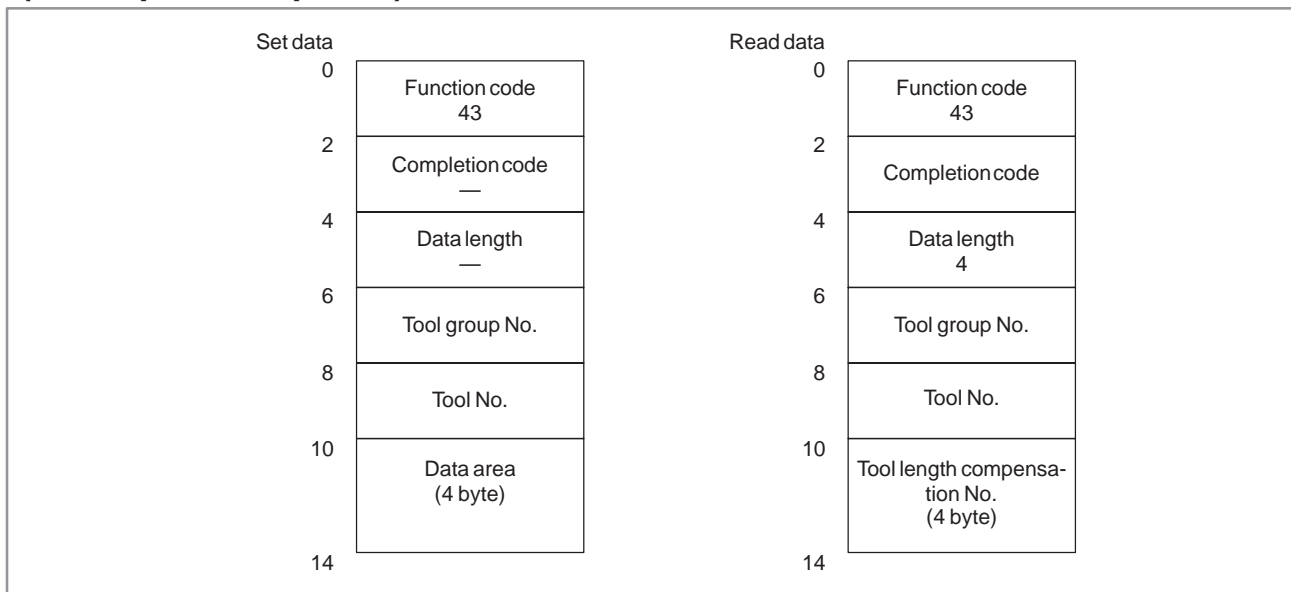 Set data
0
Function code
43
2
Completion code
—
4
Data length
—
6
Tool group No.
8
Tool No.
10
Data area
(4 byte)
14
Read data
0
Function code
43
2
Completion code
4
Data length
4
6
Tool group No.
8
Tool No.
10
Tool length compensa-
tion No.
(4 byte)
14